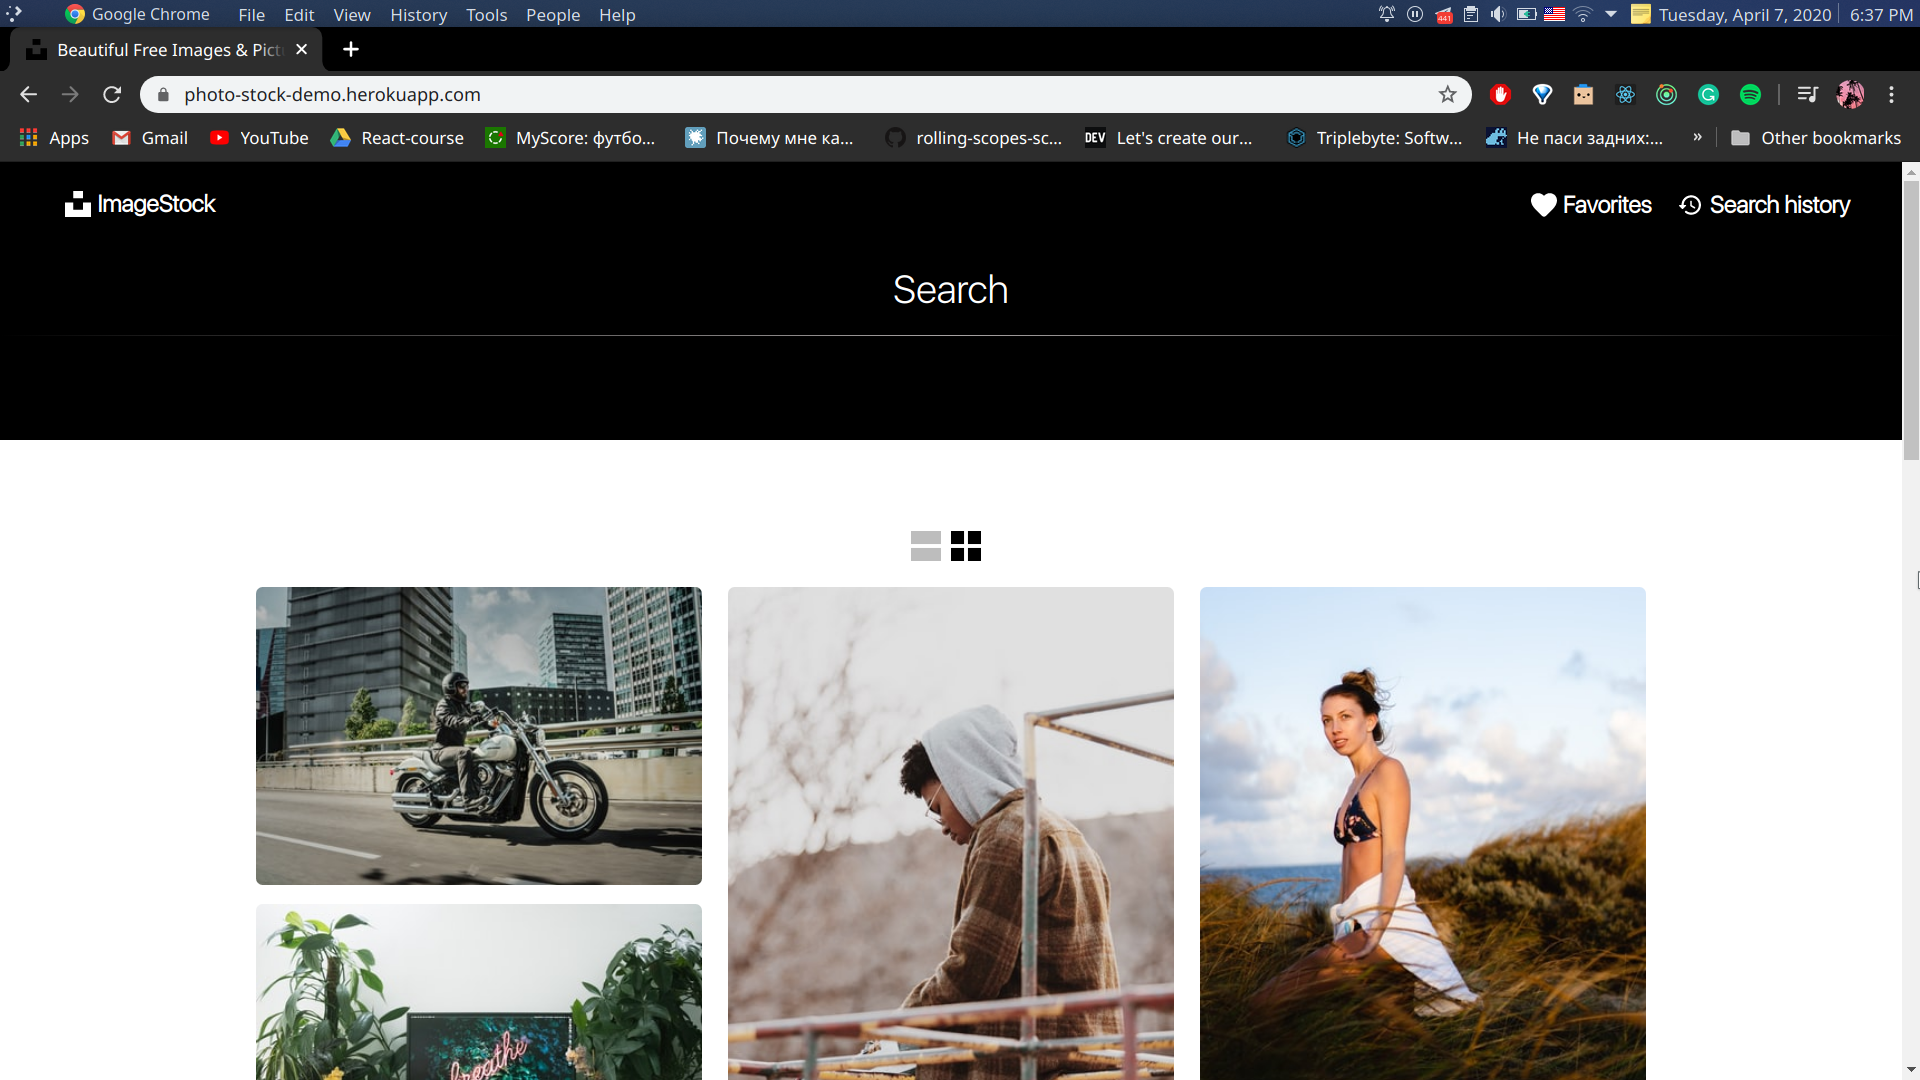 Google Chrome File Edit View History Tools People Help 441 Tuesday, April 7, 2020 6:37 PM
Beautiful Free Images & Pict
photo-stock-demo.herokuapp.com
Apps Gmail YouTube React-course MyScore: футбо... Почему мне ка... rolling-scopes-sc... DEV Let's create our... Triplebyte: Softw... Не паси задних:... » Other bookmarks
ImageStock Favorites Search history
Search
breathe